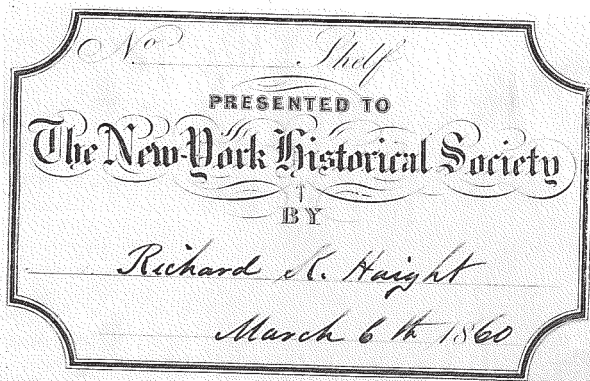 No Shelf
PRESENTED TO
The New-York Historical Society
BY
Richard K. Haight
March 6th 1860